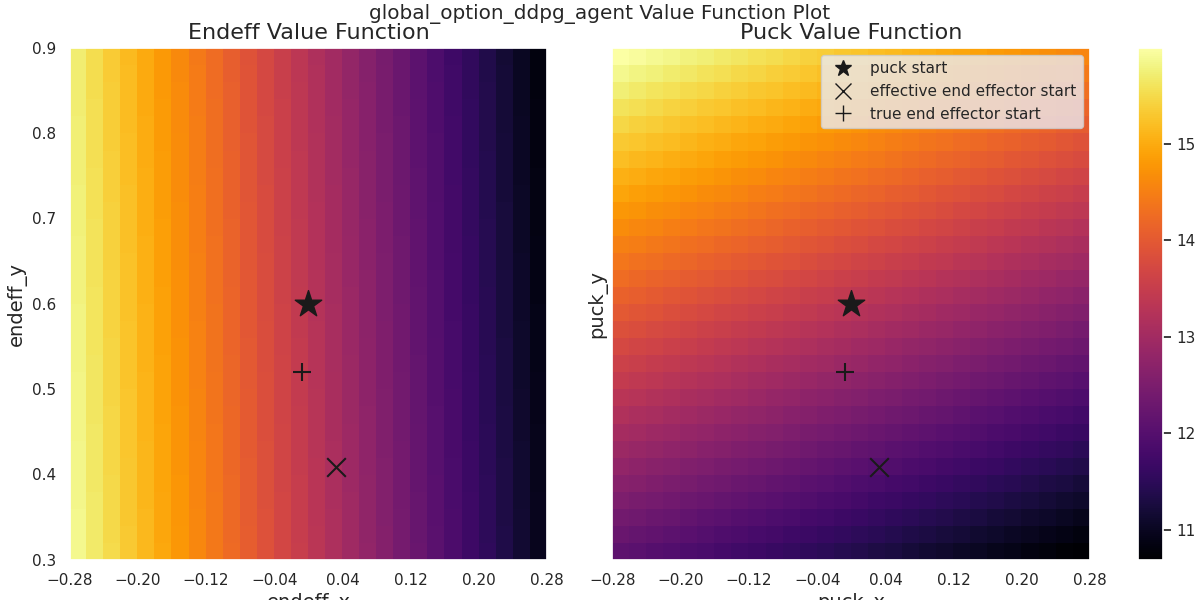 global_option_ddpg_agent Value Function Plot
Endeff Value Function
Puck Value Function
0.9
0.8
0.7
0.6
0.5
0.4
0.3
endeff_y
−0.28 −0.20 −0.12 −0.04 0.04 0.12 0.20 0.28
endeff_x
puck start
effective end effector start
true end effector start
puck_y
−0.28 −0.20 −0.12 −0.04 0.04 0.12 0.20 0.28
puck_x
15
14
13
12
11